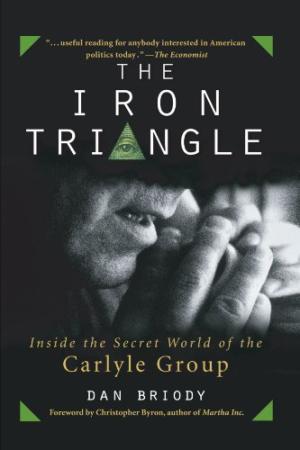 "...useful reading for anybody interested in American
politics today."—The Economist
THE
IRON
TRIANGLE
Inside the Secret World of the
Carlyle Group
DAN BRIODY
Foreword by Christopher Byron, author of Martha Inc.